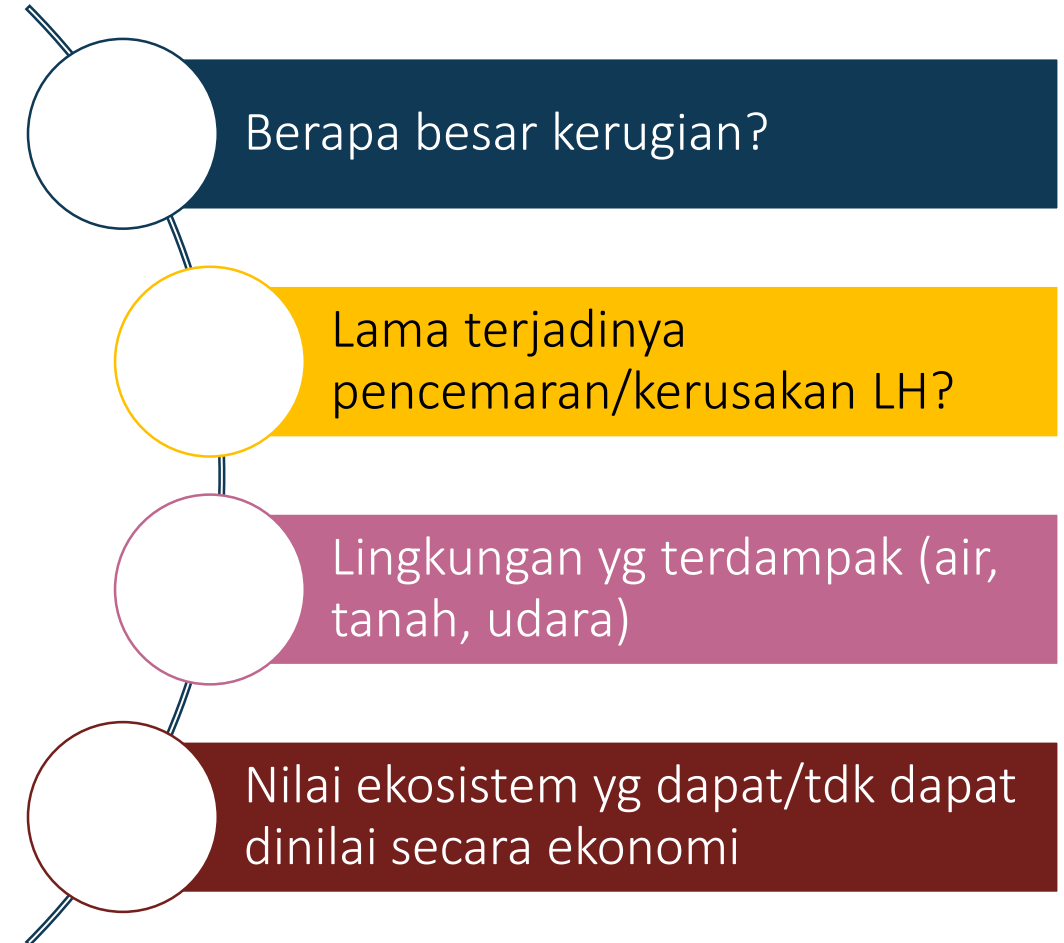 Berapa besar kerugian?
Lama terjadinya
pencemaran/kerusakan LH?
Lingkungan yg terdampak (air,
tanah, udara)
Nilai ekosistem yg dapat/tdk dapat
dinilai secara ekonomi